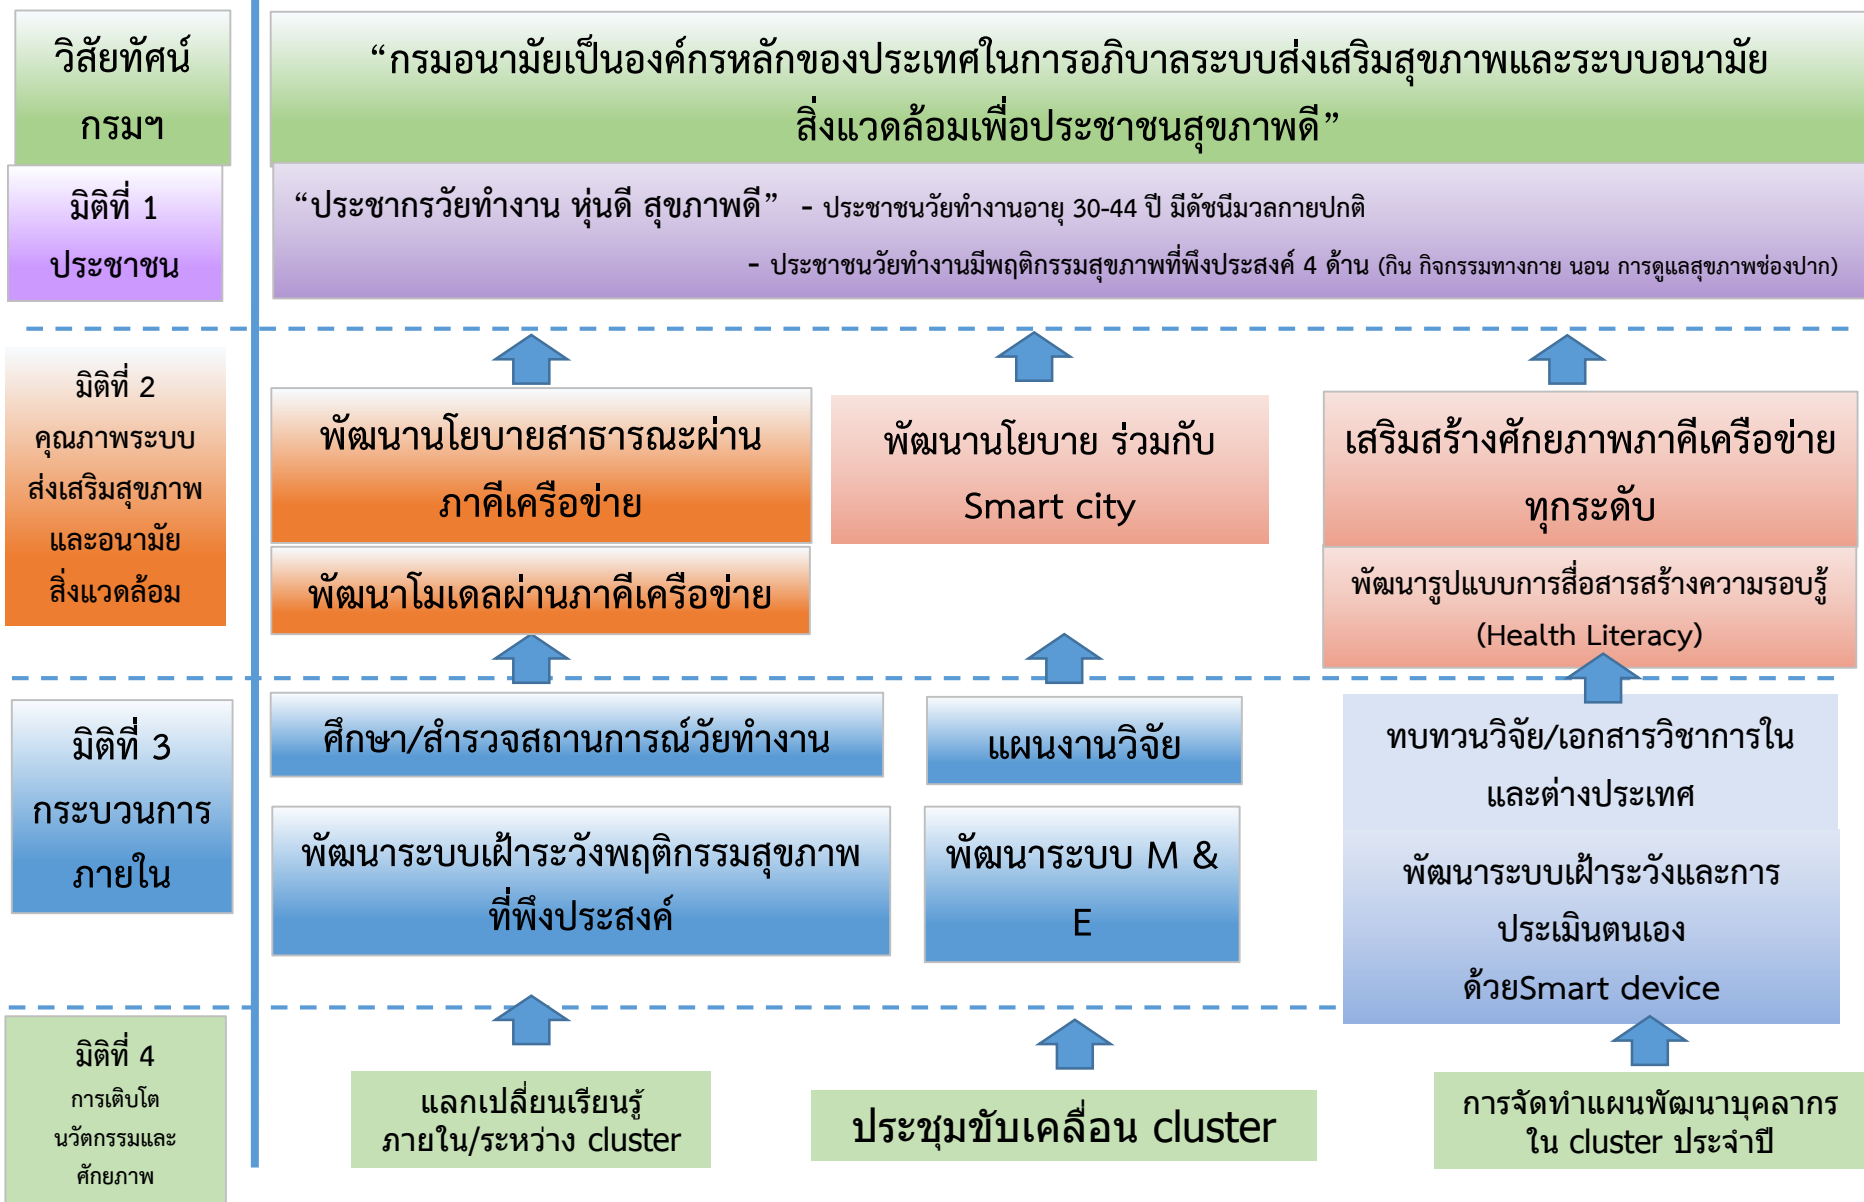 วิสัยทัศน์
กรมฯ
“กรมอนามัยเป็นองค์กรหลักของประเทศในการอภิบาลระบบส่งเสริมสุขภาพและระบบอนามัย
สิ่งแวดล้อมเพื่อประชาชนสุขภาพดี”
มิติที่ 1
ประชาชน
“ประชากรวัยทำงาน หุ่นดี สุขภาพดี” - ประชาชนวัยทำงานอายุ 30-44 ปี มีดัชนีมวลกายปกติ
- ประชาชนวัยทำงานมีพฤติกรรมสุขภาพที่พึงประสงค์ 4 ด้าน (กิน กิจกรรมทางกาย นอน การดูแลสุขภาพช่องปาก)
มิติที่ 2
คุณภาพระบบ
ส่งเสริมสุขภาพ
และอนามัย
สิ่งแวดล้อม
พัฒนานโยบายสาธารณะผ่าน
ภาคีเครือข่าย
พัฒนาโมเดลผ่านภาคีเครือข่าย
พัฒนานโยบาย ร่วมกับ
Smart city
เสริมสร้างศักยภาพภาคีเครือข่าย
ทุกระดับ
พัฒนารูปแบบการสื่อสารสร้างความรอบรู้
(Health Literacy)
มิติที่ 3
กระบวนการ
ภายใน
ศึกษา/สำรวจสถานการณ์วัยทำงาน
พัฒนาระบบเฝ้าระวังพฤติกรรมสุขภาพ
ที่พึงประสงค์
แผนงานวิจัย
พัฒนาระบบ M &
E
ทบทวนวิจัย/เอกสารวิชาการใน
และต่างประเทศ
พัฒนาระบบเฝ้าระวังและการ
ประเมินตนเอง
ด้วยSmart device
มิติที่ 4
การเติบโต
นวัตกรรมและ
ศักยภาพ
แลกเปลี่ยนเรียนรู้
ภายใน/ระหว่าง cluster
ประชุมขับเคลื่อน cluster
การจัดทำแผนพัฒนาบุคลากร
ใน cluster ประจำปี